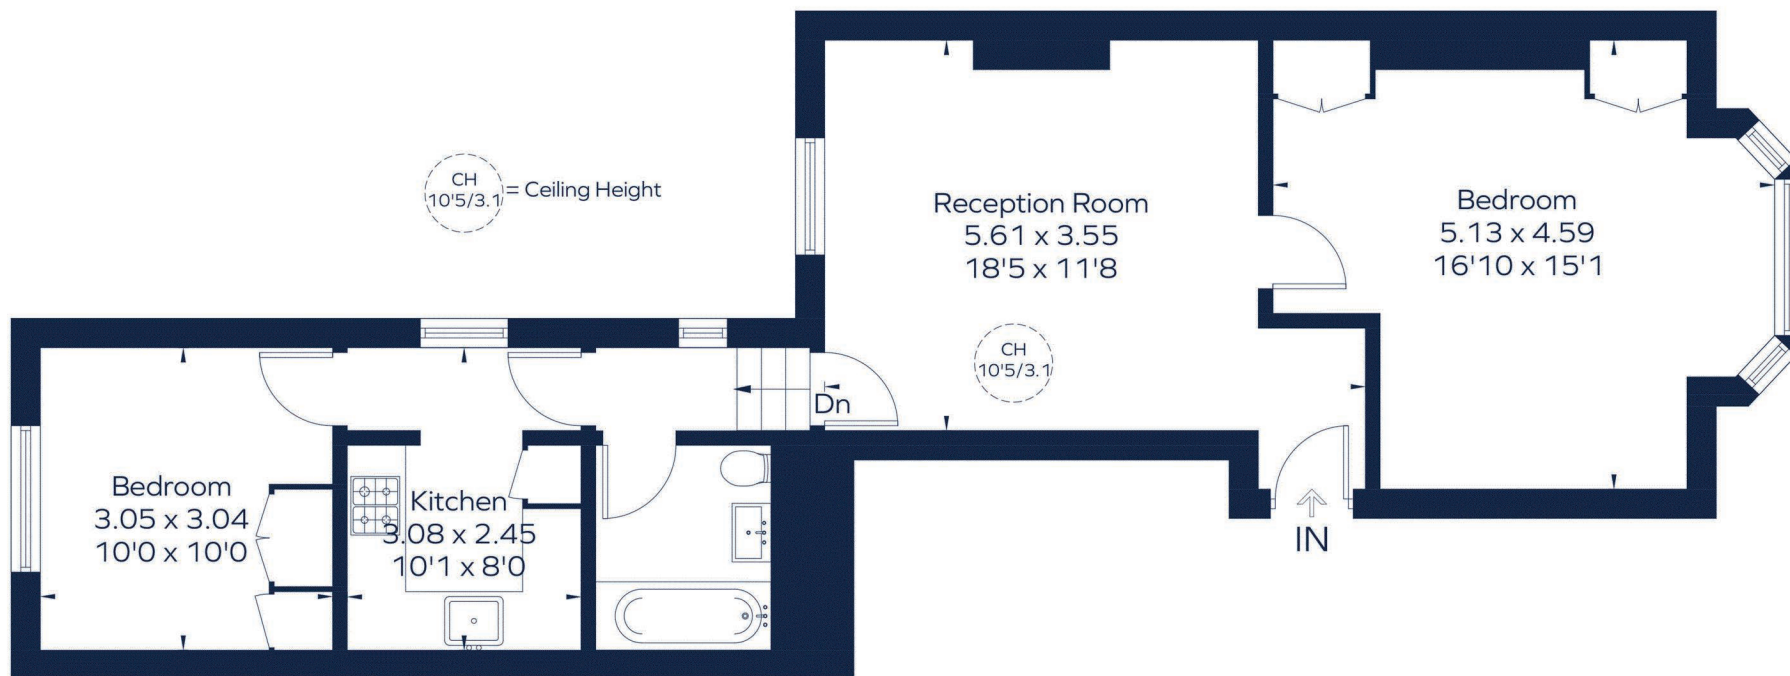 CH
10'5/3.1
= Ceiling Height
Reception Room
5.61 x 3.55
18'5 x 11'8
Bedroom
5.13 x 4.59
16'10 x 15'1
CH
10'5/3.1
Dn
Bedroom
3.05 x 3.04
10'0 x 10'0
Kitchen
3.08 x 2.45
10'1 x 8'0
IN